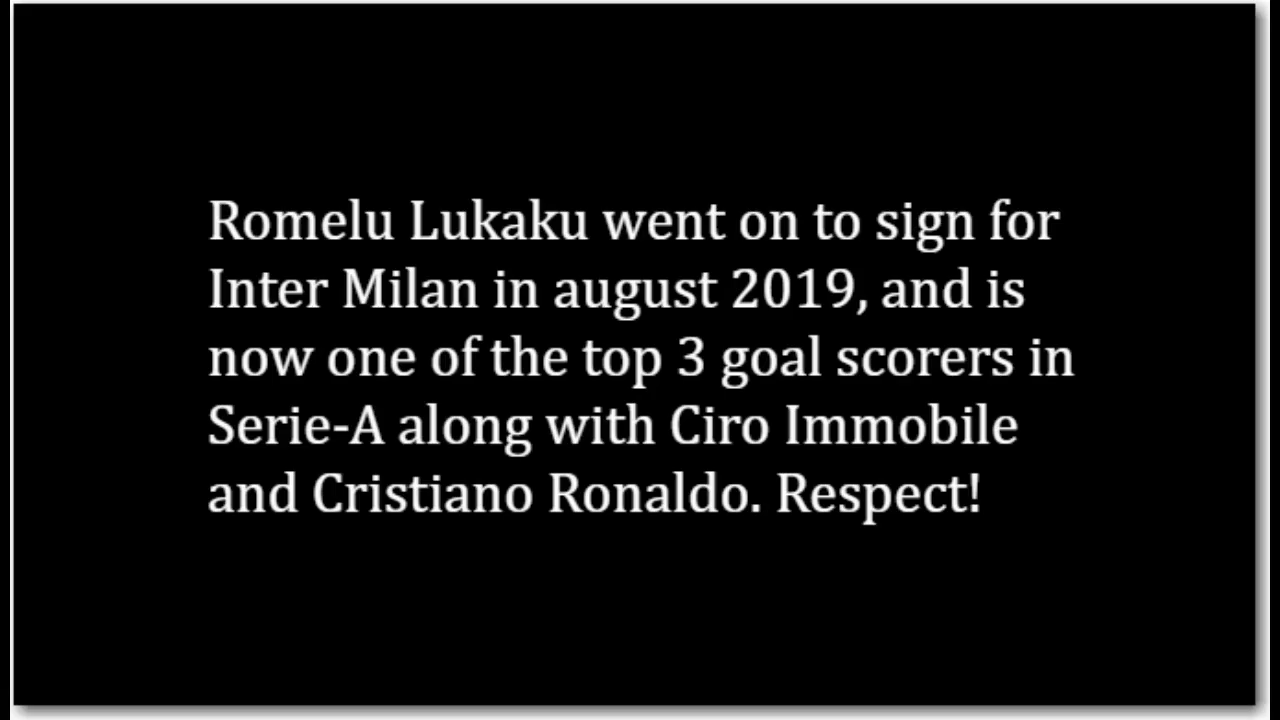 Romelu Lukaku went on to sign for
Inter Milan in august 2019, and is
now one of the top 3 goal scorers in
Serie-A along with Ciro Immobile
and Cristiano Ronaldo. Respect!